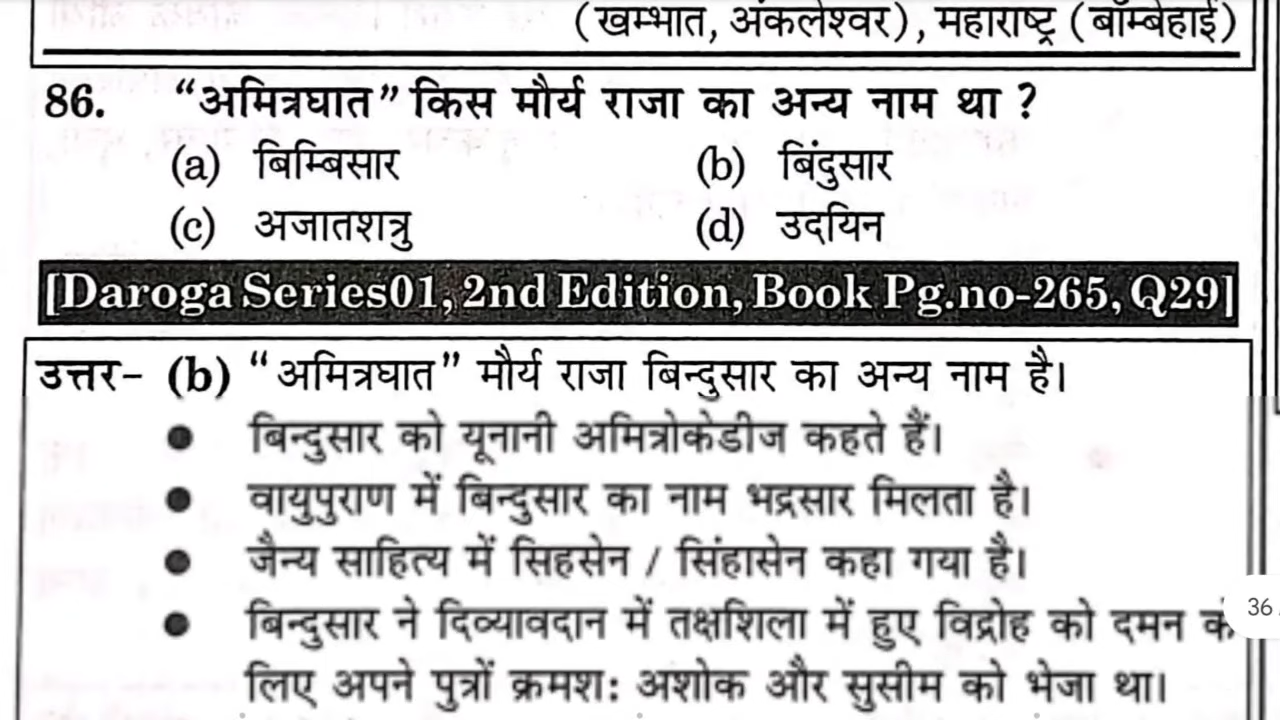 (खम्भात, अंकलेश्वर), महाराष्ट्र (बॉम्बेहाई)
86. “अमित्रघात” किस मौर्य राजा का अन्य नाम था ?
(a) बिम्बिसार (b) बिंदुसार
(c) अजातशत्रु (d) उदयिन
[Daroga Series01, 2nd Edition, Book Pg.no-265, Q29]
उत्तर- (b) “अमित्रघात” मौर्य राजा बिन्दुसार का अन्य नाम है।
● बिन्दुसार को यूनानी अमित्रोकेडीज कहते हैं।
● वायुपुराण में बिन्दुसार का नाम भद्रसार मिलता है।
● जैन्य साहित्य में सिहसेन / सिंहासेन कहा गया है।
● बिन्दुसार ने दिव्यावदान में तक्षशिला में हुए विद्रोह को दमन के
लिए अपने पुत्रों क्रमश: अशोक और सुसीम को भेजा था।
36